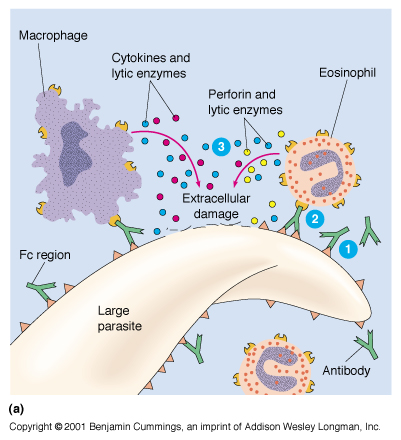 Macrophage
Cytokines and
lytic enzymes
Eosinophil
Perforin and
lytic enzymes
3
Extracellular
damage
2
1
Fc region
Large
parasite
Antibody
(a)
Copyright © 2001 Benjamin Cummings, an imprint of Addison Wesley Longman, Inc.